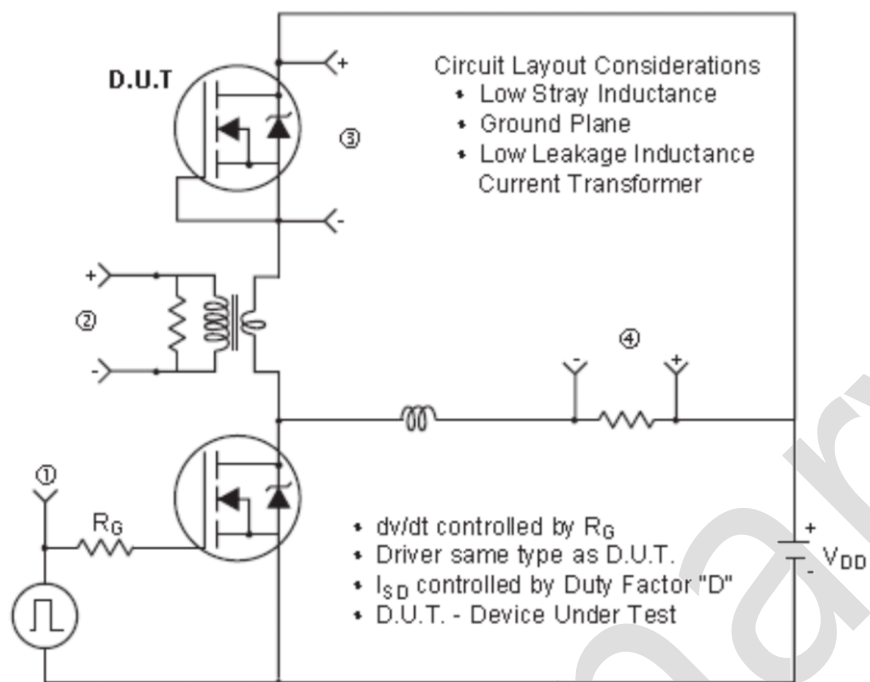 D.U.T
+
-
③
Circuit Layout Considerations
• Low Stray Inductance
• Ground Plane
• Low Leakage Inductance
Current Transformer
+
②
-
④
-
+
①
RG
• dv/dt controlled by RG
• Driver same type as D.U.T.
• ISD controlled by Duty Factor "D"
• D.U.T. - Device Under Test
+
-
VDD